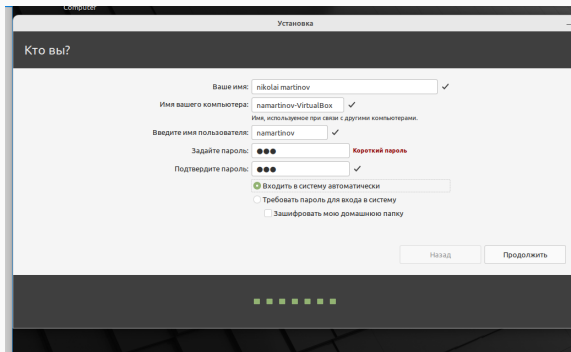 Computer
Установка
Кто вы?
Ваше имя: nikolai martinov
Имя вашего компьютера: namartinov-VirtualBox
Имя, используемое при связи с другими компьютерами.
Введите имя пользователя: namartinov
Задайте пароль: ●●● Короткий пароль
Подтвердите пароль: ●●●
Входить в систему автоматически
Требовать пароль для входа в систему
Зашифровать мою домашнюю папку
Назад Продолжить